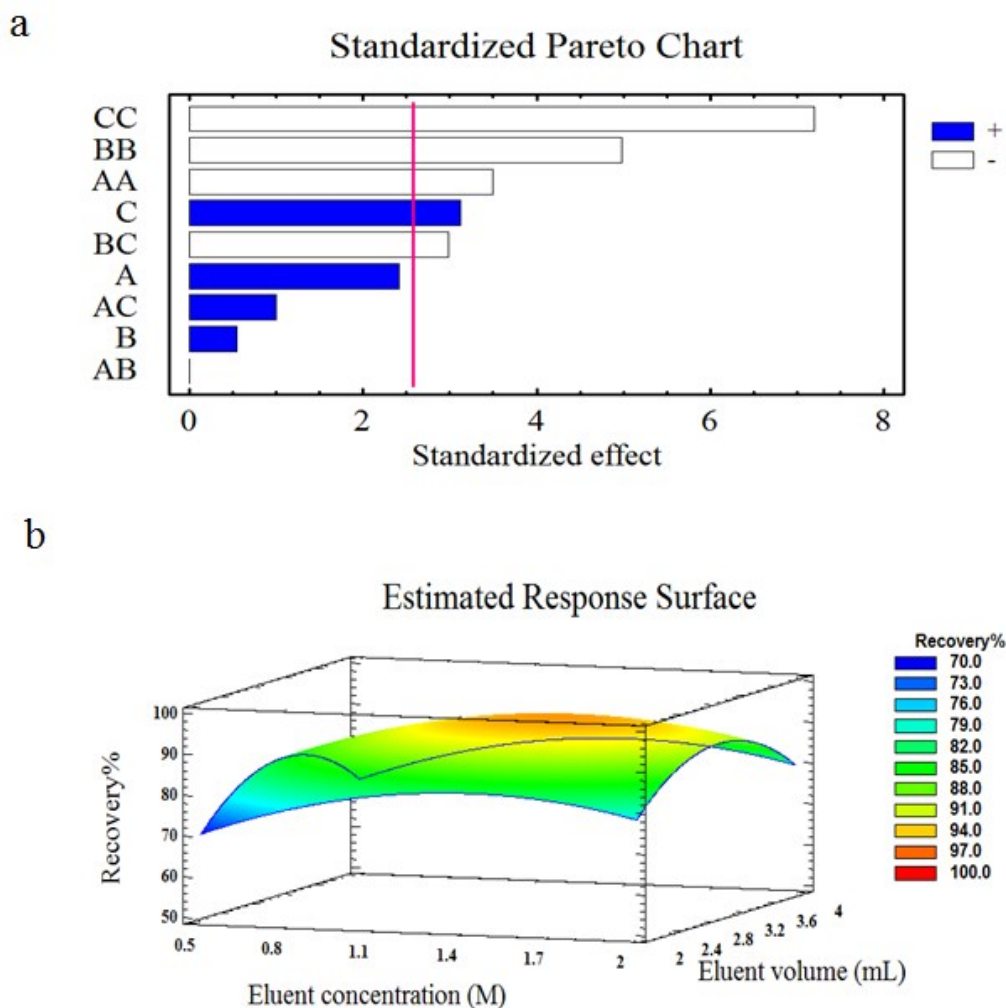 a
Standardized Pareto Chart
CC
BB
AA
C
BC
A
AC
B
AB
+
-
0 2 4 6 8
Standardized effect
b
Estimated Response Surface
Recovery%
70.0
73.0
76.0
79.0
82.0
85.0
88.0
91.0
94.0
97.0
100.0
100
90
80
70
60
50
Recovery%
0.5 0.8 1.1 1.4 1.7 2
Eluent concentration (M)
2 2.4 2.8 3.2 3.6 4
Eluent volume (mL)